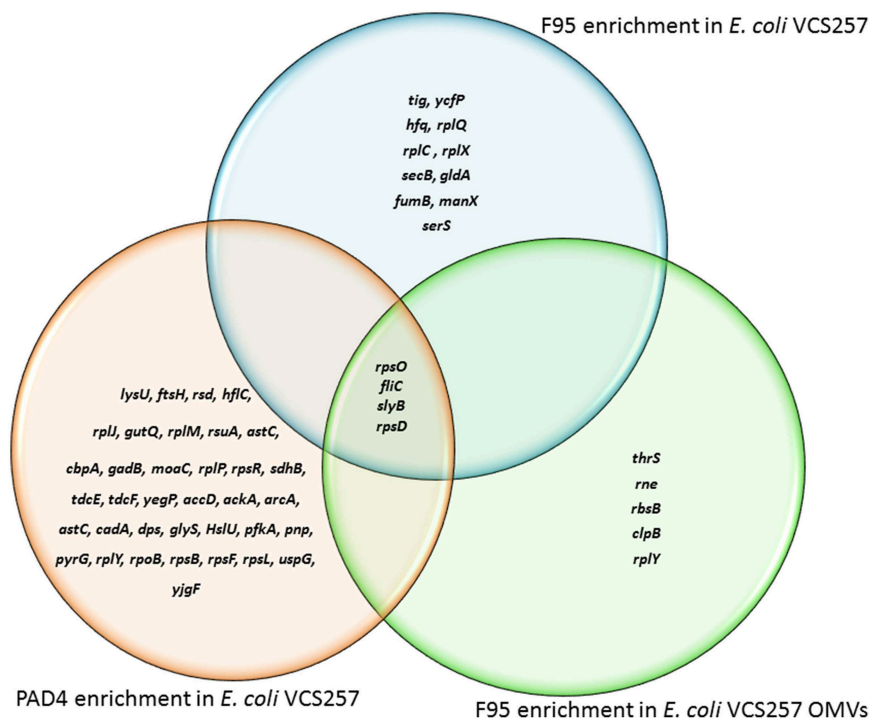 F95 enrichment in E. coli VCS257
tig, ycfP
hfq, rplQ
rplC , rplX
secB, gldA
fumB, manX
serS
rpsO
fliC
slyB
rpsD
lysU, ftsH, rsd, hflC,
rplJ, gutQ, rplM, rsuA, astC,
cbpA, gadB, moaC, rplP, rpsR, sdhB,
tdcE, tdcF, yegP, accD, ackA, arcA,
astC, cadA, dps, glyS, HslU, pfkA, pnp,
pyrG, rplY, rpoB, rpsB, rpsF, rpsL, uspG,
yjgF
thrS
rne
rbsB
clpB
rplY
PAD4 enrichment in E. coli VCS257
F95 enrichment in E. coli VCS257 OMVs